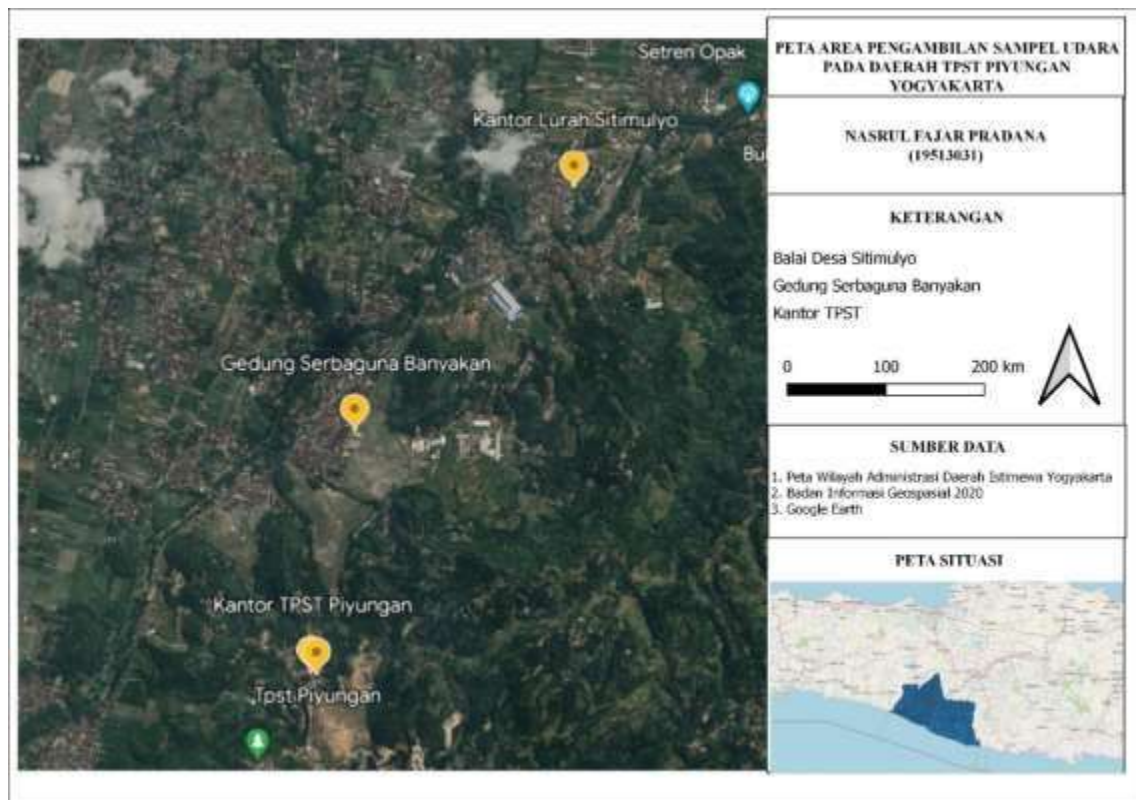 Setren Opak
Kantor Lurah Sitimulyo
Bu
Gedung Serbaguna Banyakan
Kantor TPST Piyungan
Tpst Piyungan
PETA AREA PENGAMBILAN SAMPEL UDARA
PADA DAERAH TPST PIYUNGAN
YOGYAKARTA
NASRUL FAJAR PRADANA
(19513031)
KETERANGAN
Balai Desa Sitimulyo
Gedung Serbaguna Banyakan
Kantor TPST
0 100 200 km
SUMBER DATA
1. Peta Wilayah Administrasi Daerah Istimewa Yogyakarta
2. Badan Informasi Geospasial 2020
3. Google Earth
PETA SITUASI